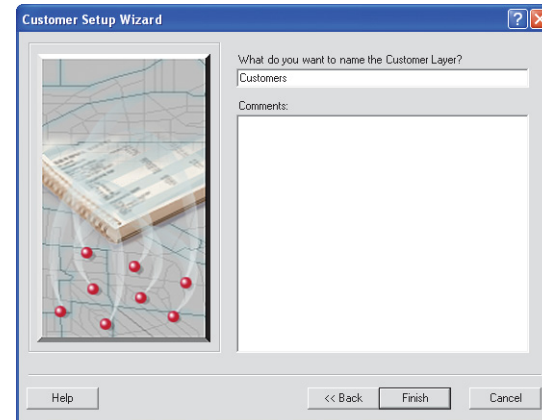 Customer Setup Wizard
What do you want to name the Customer Layer?
Customers
Comments:
Help
<< Back
Finish
Cancel